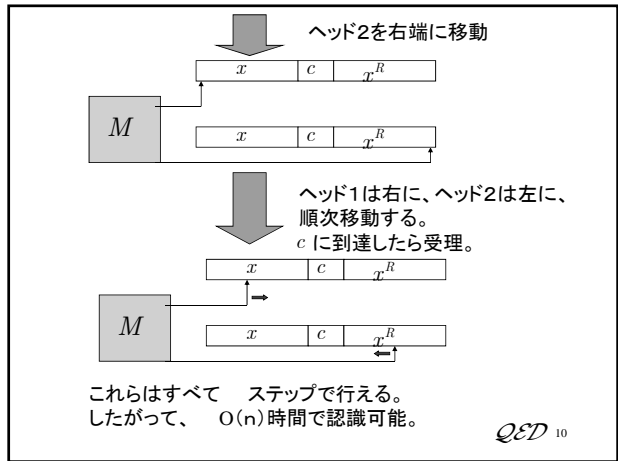 ヘッド2を右端に移動
x c x^R
M
x c x^R
ヘッド1は右に、ヘッド2は左に、
順次移動する。
c に到達したら受理。
x c x^R
M
x c x^R
これらはすべて　ステップで行える。
したがって、　O(n)時間で認識可能。
QED 10